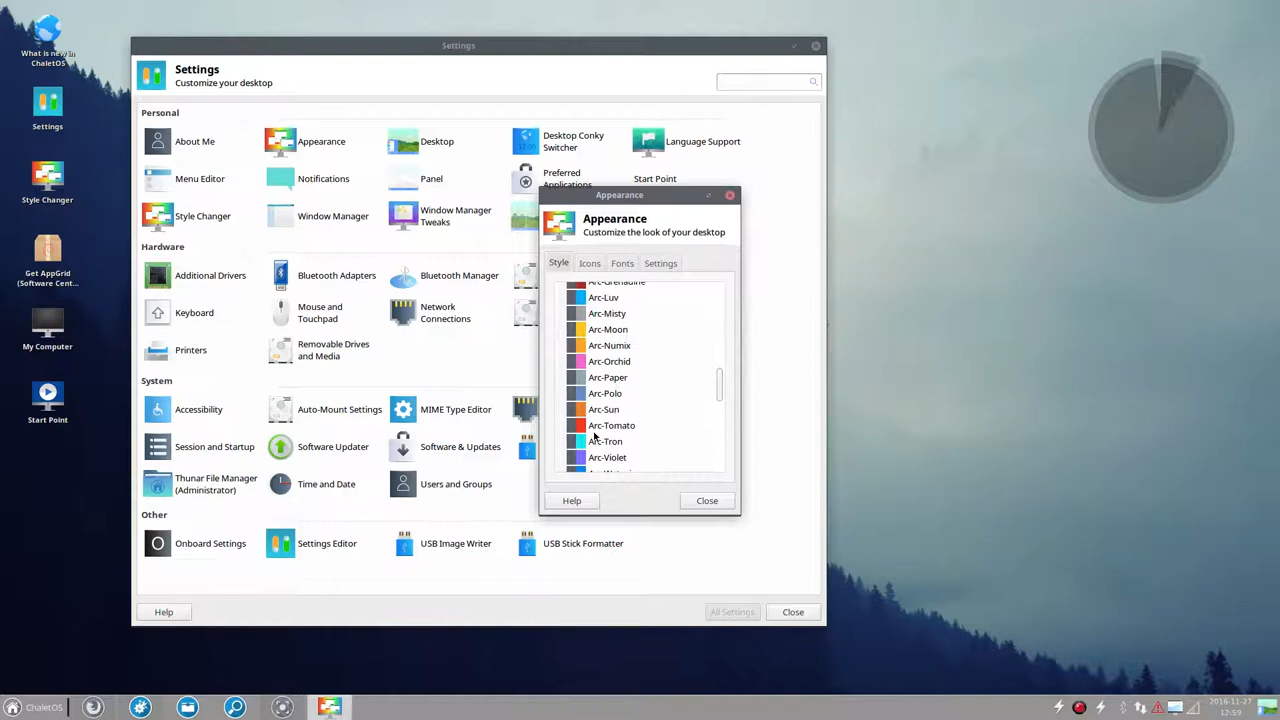 What is new in
ChaletOS
Settings
Style Changer
Get AppGrid
(Software Cent...
My Computer
Start Point
Settings
Settings
Customize your desktop
Personal
About Me
Appearance
Desktop
Desktop Conky
Switcher
Language Support
Menu Editor
Notifications
Panel
Preferred
Applications
Start Point
Style Changer
Window Manager
Window Manager
Tweaks
Hardware
Additional Drivers
Bluetooth Adapters
Bluetooth Manager
Keyboard
Mouse and
Touchpad
Network
Connections
Printers
Removable Drives
and Media
System
Accessibility
Auto-Mount Settings
MIME Type Editor
Session and Startup
Software Updater
Software & Updates
Thunar File Manager
(Administrator)
Time and Date
Users and Groups
Other
Onboard Settings
Settings Editor
USB Image Writer
USB Stick Formatter
Help
All Settings
Close
Appearance
Appearance
Customize the look of your desktop
Style
Icons
Fonts
Settings
Arc-Grenadine
Arc-Luv
Arc-Misty
Arc-Moon
Arc-Numix
Arc-Orchid
Arc-Paper
Arc-Polo
Arc-Sun
Arc-Tomato
Arc-Tron
Arc-Violet
Help
Close
ChaletOS
2016-11-27
12:59